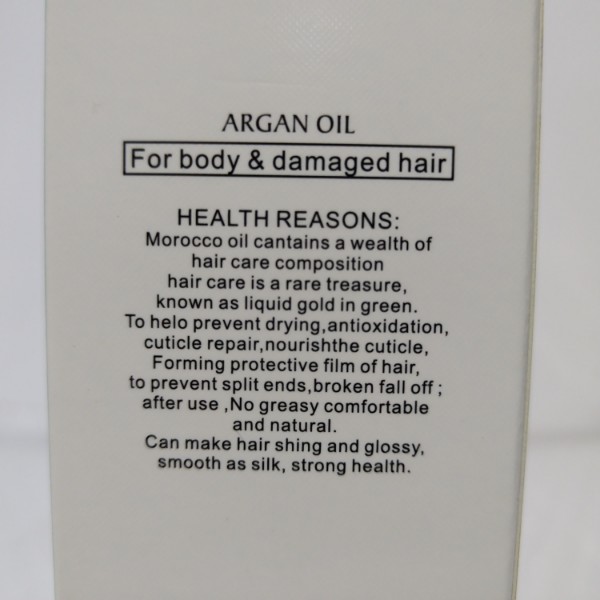 ARGAN OIL
For body & damaged hair
HEALTH REASONS:
Morocco oil cantains a wealth of
hair care composition
hair care is a rare treasure,
known as liquid gold in green.
To helo prevent drying,antioxidation,
cuticle repair,nourishthe cuticle,
Forming protective film of hair,
to prevent split ends,broken fall off ;
after use ,No greasy comfortable
and natural.
Can make hair shing and glossy,
smooth as silk, strong health.